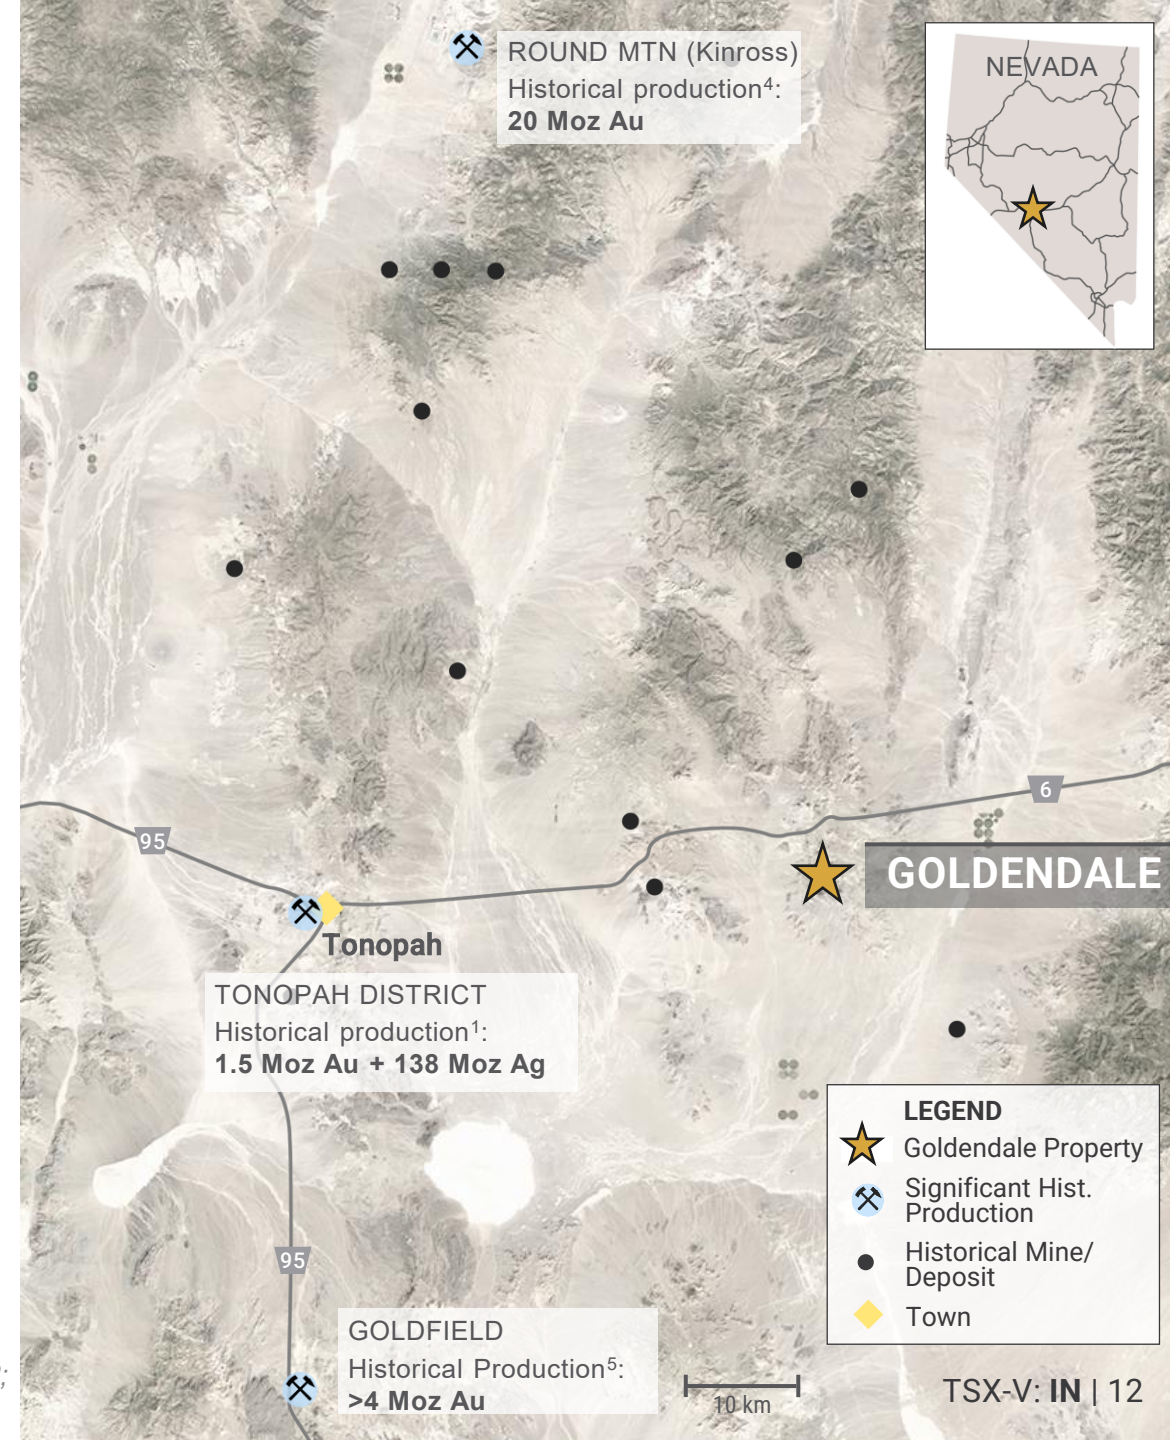 ROUND MTN (Kinross)
Historical production⁴:
20 Moz Au
NEVADA
6
95
GOLDENDALE
Tonopah
TONOPAH DISTRICT
Historical production¹:
1.5 Moz Au + 138 Moz Ag
LEGEND
Goldendale Property
Significant Hist.
Production
Historical Mine/
Deposit
Town
95
GOLDFIELD
Historical Production⁵:
>4 Moz Au
10 km
TSX-V: IN | 12